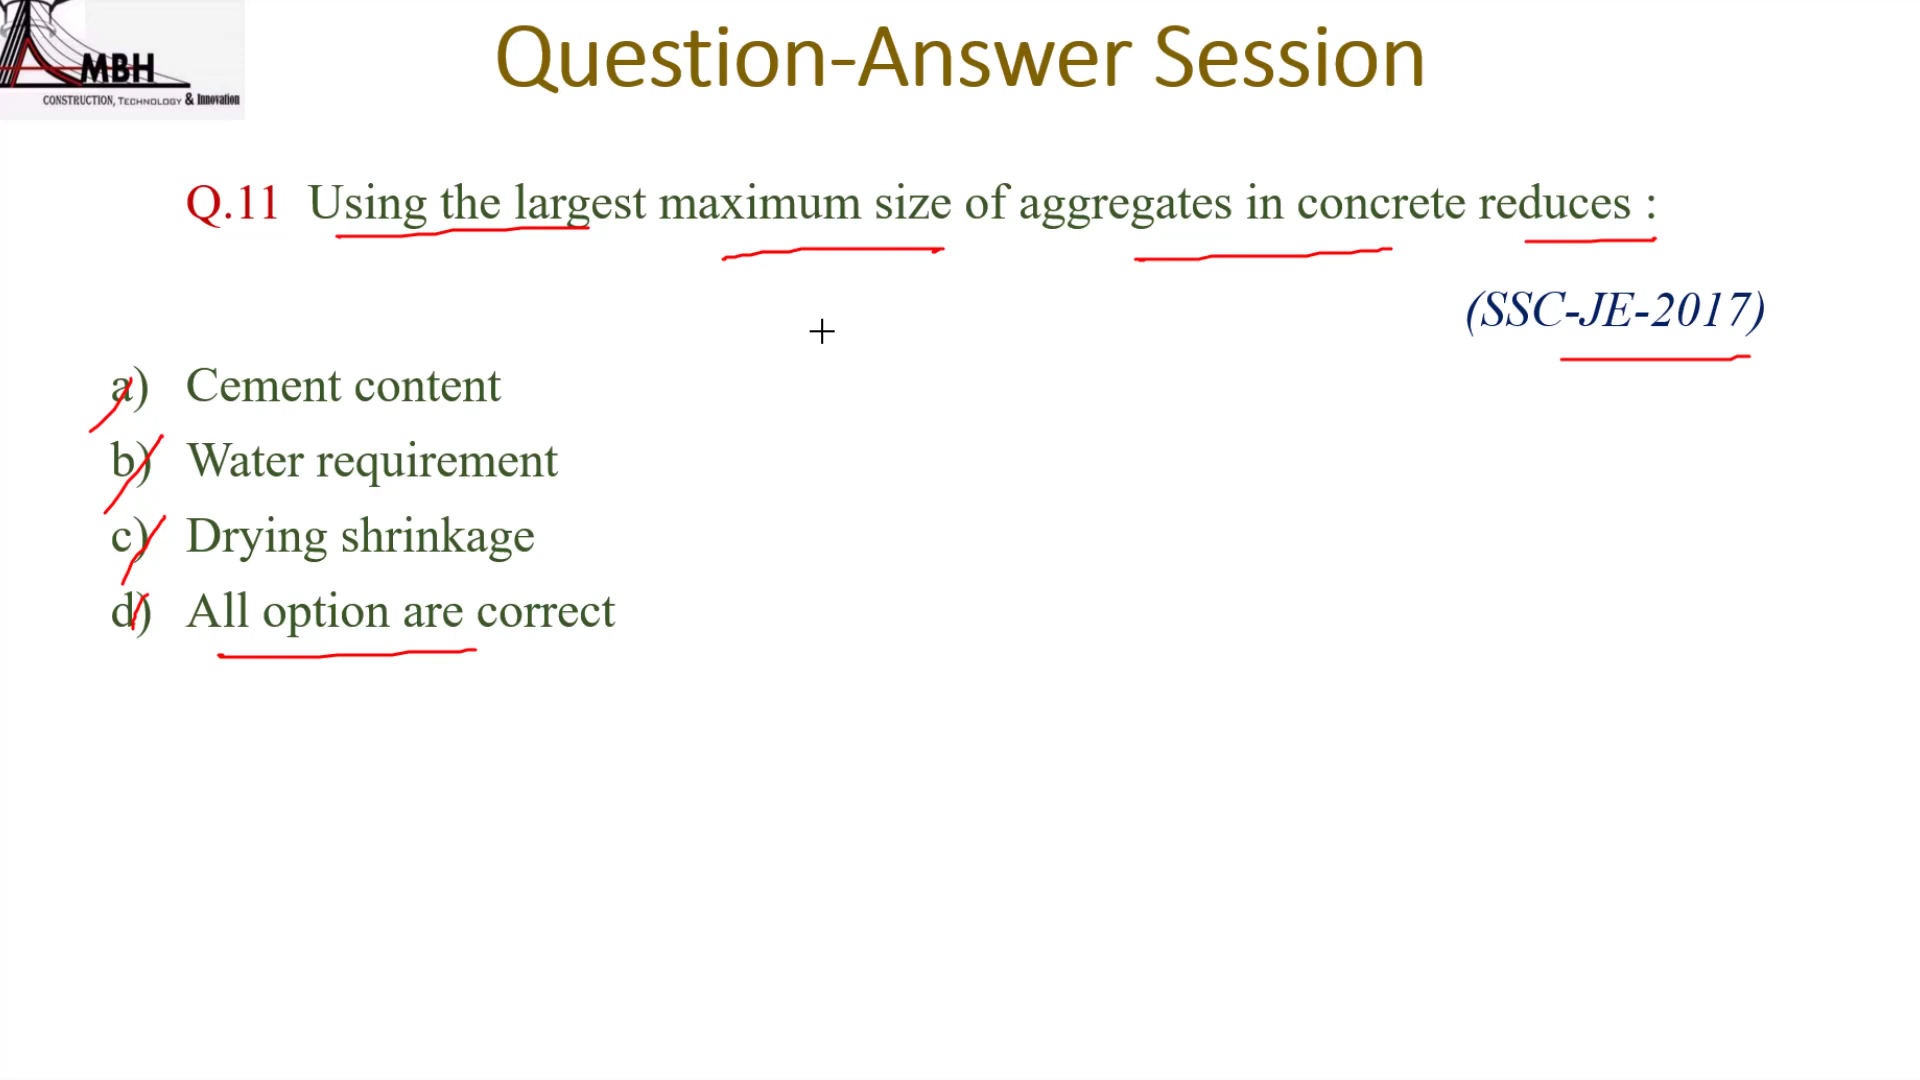 MBH
CONSTRUCTION, TECHNOLOGY & Innovation
Question-Answer Session
Q.11 Using the largest maximum size of aggregates in concrete reduces :
(SSC-JE-2017)
a) Cement content
b) Water requirement
c) Drying shrinkage
d) All option are correct